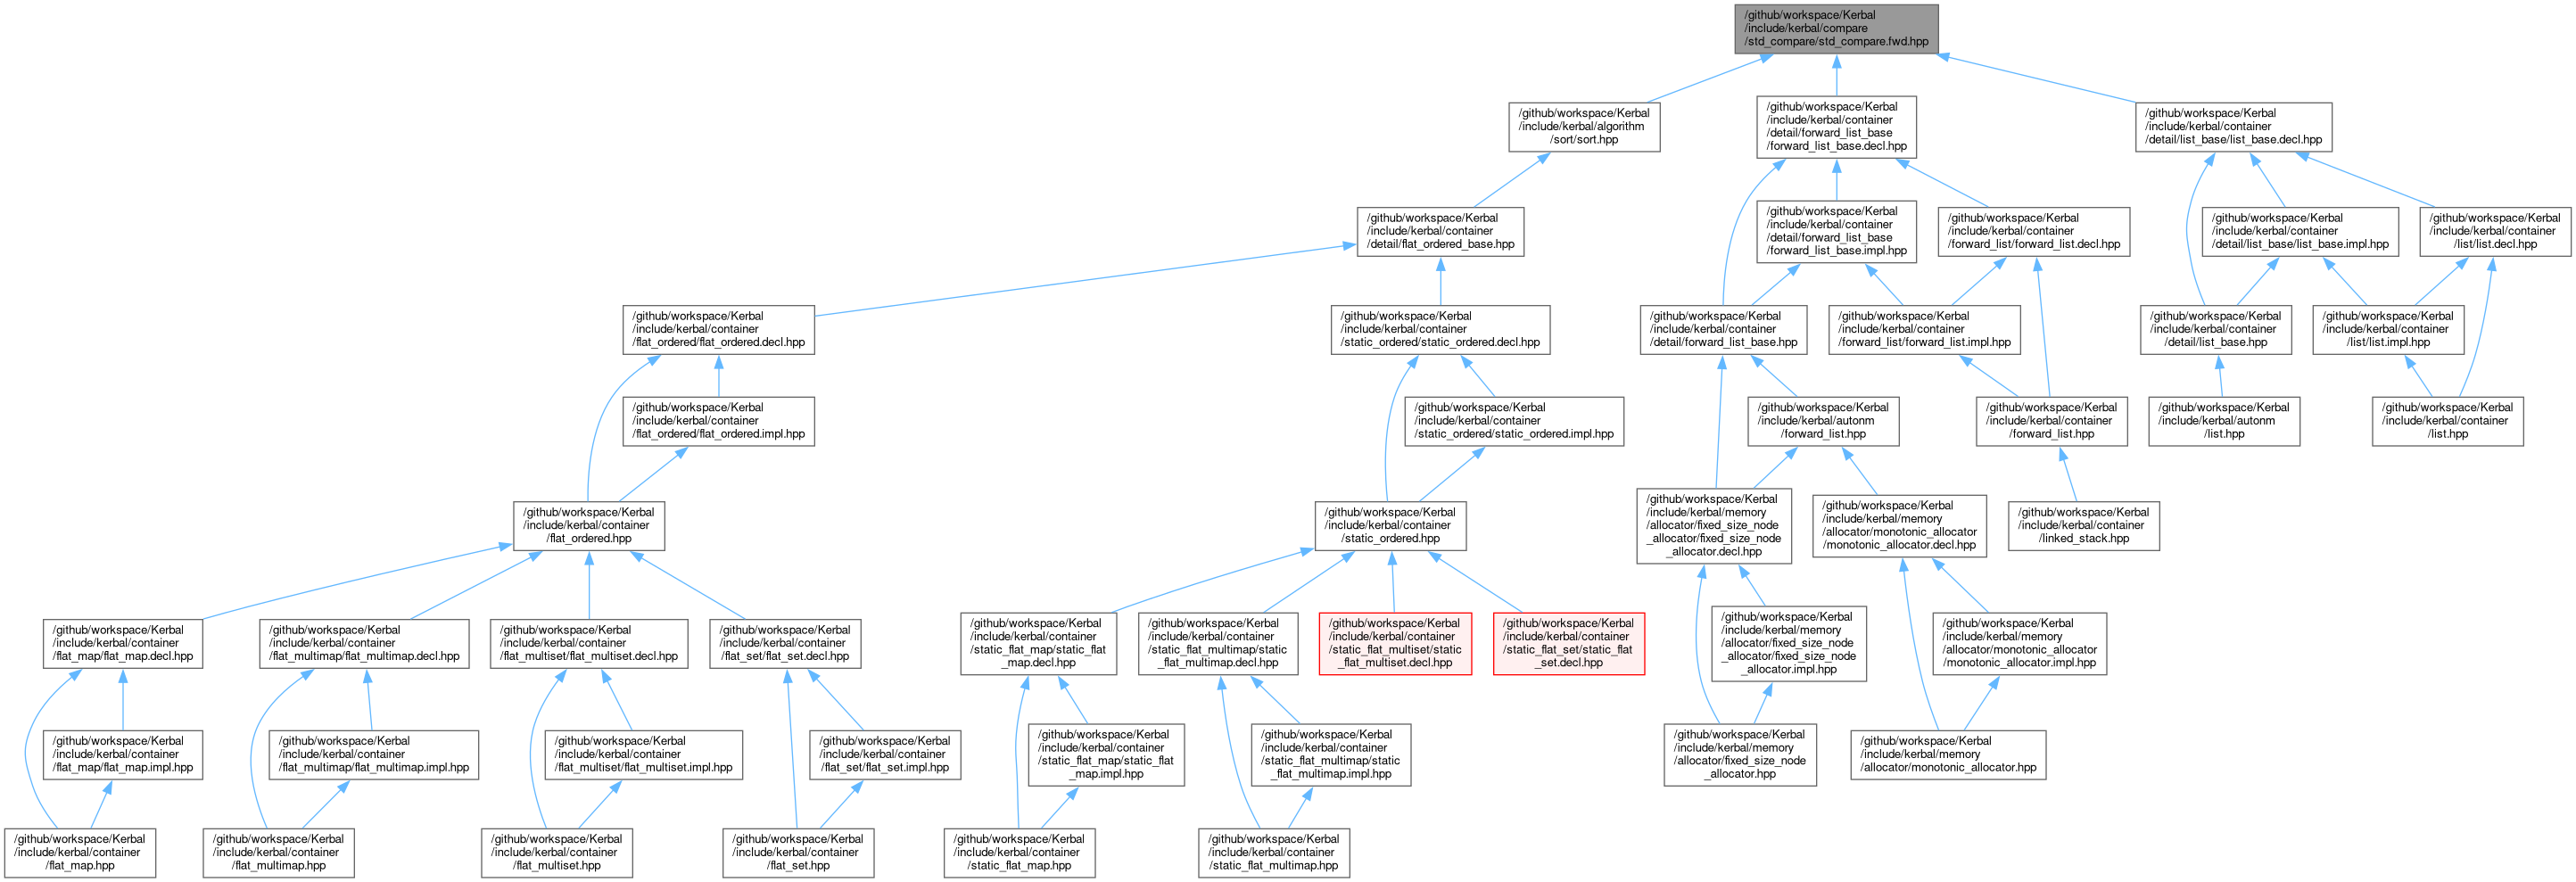 /github/workspace/Kerbal
/include/kerbal/compare
/std_compare/std_compare.fwd.hpp
/github/workspace/Kerbal
/include/kerbal/algorithm
/sort/sort.hpp
/github/workspace/Kerbal
/include/kerbal/container
/detail/forward_list_base
/forward_list_base.decl.hpp
/github/workspace/Kerbal
/include/kerbal/container
/detail/list_base/list_base.decl.hpp
/github/workspace/Kerbal
/include/kerbal/container
/detail/flat_ordered_base.hpp
/github/workspace/Kerbal
/include/kerbal/container
/detail/forward_list_base
/forward_list_base.impl.hpp
/github/workspace/Kerbal
/include/kerbal/container
/forward_list/forward_list.decl.hpp
/github/workspace/Kerbal
/include/kerbal/container
/detail/list_base/list_base.impl.hpp
/github/workspace/Kerbal
/include/kerbal/container
/list/list.decl.hpp
/github/workspace/Kerbal
/include/kerbal/container
/flat_ordered/flat_ordered.decl.hpp
/github/workspace/Kerbal
/include/kerbal/container
/static_ordered/static_ordered.decl.hpp
/github/workspace/Kerbal
/include/kerbal/container
/detail/forward_list_base.hpp
/github/workspace/Kerbal
/include/kerbal/container
/forward_list/forward_list.impl.hpp
/github/workspace/Kerbal
/include/kerbal/container
/detail/list_base.hpp
/github/workspace/Kerbal
/include/kerbal/container
/list/list.impl.hpp
/github/workspace/Kerbal
/include/kerbal/container
/flat_ordered/flat_ordered.impl.hpp
/github/workspace/Kerbal
/include/kerbal/container
/static_ordered/static_ordered.impl.hpp
/github/workspace/Kerbal
/include/kerbal/autonm
/forward_list.hpp
/github/workspace/Kerbal
/include/kerbal/container
/forward_list.hpp
/github/workspace/Kerbal
/include/kerbal/autonm
/list.hpp
/github/workspace/Kerbal
/include/kerbal/container
/list.hpp
/github/workspace/Kerbal
/include/kerbal/container
/flat_ordered.hpp
/github/workspace/Kerbal
/include/kerbal/container
/static_ordered.hpp
/github/workspace/Kerbal
/include/kerbal/memory
/allocator/fixed_size_node
_allocator/fixed_size_node
_allocator.decl.hpp
/github/workspace/Kerbal
/include/kerbal/memory
/allocator/monotonic_allocator
/monotonic_allocator.decl.hpp
/github/workspace/Kerbal
/include/kerbal/container
/linked_stack.hpp
/github/workspace/Kerbal
/include/kerbal/container
/flat_map/flat_map.decl.hpp
/github/workspace/Kerbal
/include/kerbal/container
/flat_multimap/flat_multimap.decl.hpp
/github/workspace/Kerbal
/include/kerbal/container
/flat_multiset/flat_multiset.decl.hpp
/github/workspace/Kerbal
/include/kerbal/container
/flat_set/flat_set.decl.hpp
/github/workspace/Kerbal
/include/kerbal/container
/static_flat_map/static_flat
_map.decl.hpp
/github/workspace/Kerbal
/include/kerbal/container
/static_flat_multimap/static
_flat_multimap.decl.hpp
/github/workspace/Kerbal
/include/kerbal/container
/static_flat_multiset/static
_flat_multiset.decl.hpp
/github/workspace/Kerbal
/include/kerbal/container
/static_flat_set/static_flat
_set.decl.hpp
/github/workspace/Kerbal
/include/kerbal/memory
/allocator/fixed_size_node
_allocator/fixed_size_node
_allocator.impl.hpp
/github/workspace/Kerbal
/include/kerbal/memory
/allocator/monotonic_allocator
/monotonic_allocator.impl.hpp
/github/workspace/Kerbal
/include/kerbal/container
/flat_map/flat_map.impl.hpp
/github/workspace/Kerbal
/include/kerbal/container
/flat_multimap/flat_multimap.impl.hpp
/github/workspace/Kerbal
/include/kerbal/container
/flat_multiset/flat_multiset.impl.hpp
/github/workspace/Kerbal
/include/kerbal/container
/flat_set/flat_set.impl.hpp
/github/workspace/Kerbal
/include/kerbal/container
/static_flat_map/static_flat
_map.impl.hpp
/github/workspace/Kerbal
/include/kerbal/container
/static_flat_multimap/static
_flat_multimap.impl.hpp
/github/workspace/Kerbal
/include/kerbal/memory
/allocator/fixed_size_node
_allocator.hpp
/github/workspace/Kerbal
/include/kerbal/memory
/allocator/monotonic_allocator.hpp
/github/workspace/Kerbal
/include/kerbal/container
/flat_map.hpp
/github/workspace/Kerbal
/include/kerbal/container
/flat_multimap.hpp
/github/workspace/Kerbal
/include/kerbal/container
/flat_multiset.hpp
/github/workspace/Kerbal
/include/kerbal/container
/flat_set.hpp
/github/workspace/Kerbal
/include/kerbal/container
/static_flat_map.hpp
/github/workspace/Kerbal
/include/kerbal/container
/static_flat_multimap.hpp